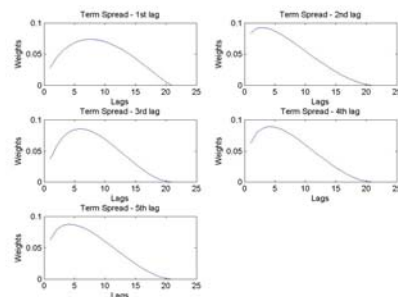 Term Spread - 1st lag
0.1
0.05
0
Weights
0 5 10 15 20 25
Lags
Term Spread - 2nd lag
0.1
0.05
0
Weights
0 5 10 15 20 25
Lags
Term Spread - 3rd lag
0.1
0.05
0
Weights
0 5 10 15 20 25
Lags
Term Spread - 4th lag
0.1
0.05
0
Weights
0 5 10 15 20 25
Lags
Term Spread - 5th lag
0.1
0.05
0
Weights
0 5 10 15 20 25
Lags